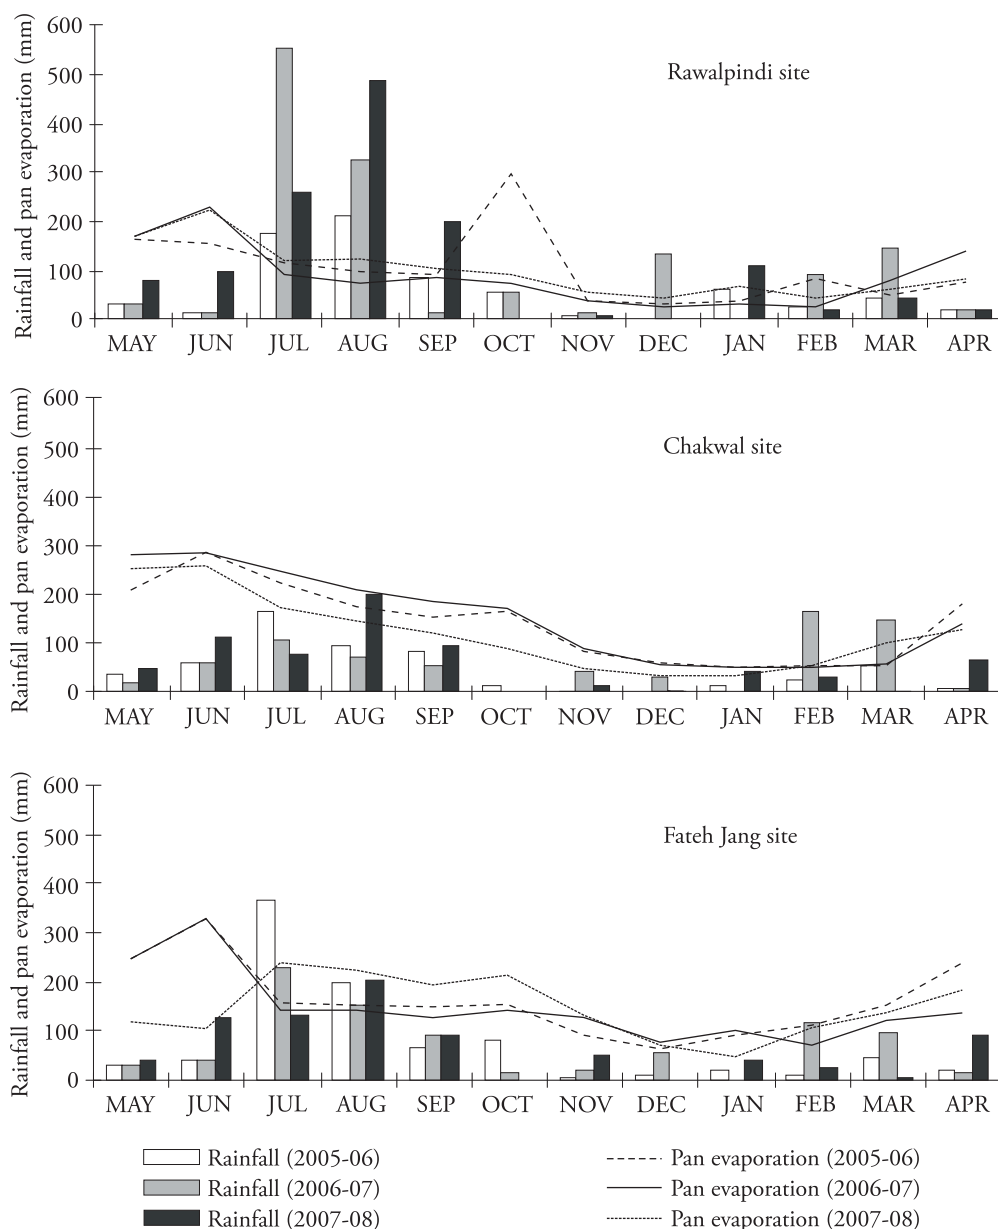 Rainfall and pan evaporation (mm)
600
500
400
300
200
100
0
Rawalpindi site
MAY JUN JUL AUG SEP OCT NOV DEC JAN FEB MAR APR
Rainfall and pan evaporation (mm)
600
500
400
300
200
100
0
Chakwal site
MAY JUN JUL AUG SEP OCT NOV DEC JAN FEB MAR APR
Rainfall and pan evaporation (mm)
600
500
400
300
200
100
0
Fateh Jang site
MAY JUN JUL AUG SEP OCT NOV DEC JAN FEB MAR APR
Rainfall (2005-06)
Rainfall (2006-07)
Rainfall (2007-08)
Pan evaporation (2005-06)
Pan evaporation (2006-07)
Pan evaporation (2007-08)